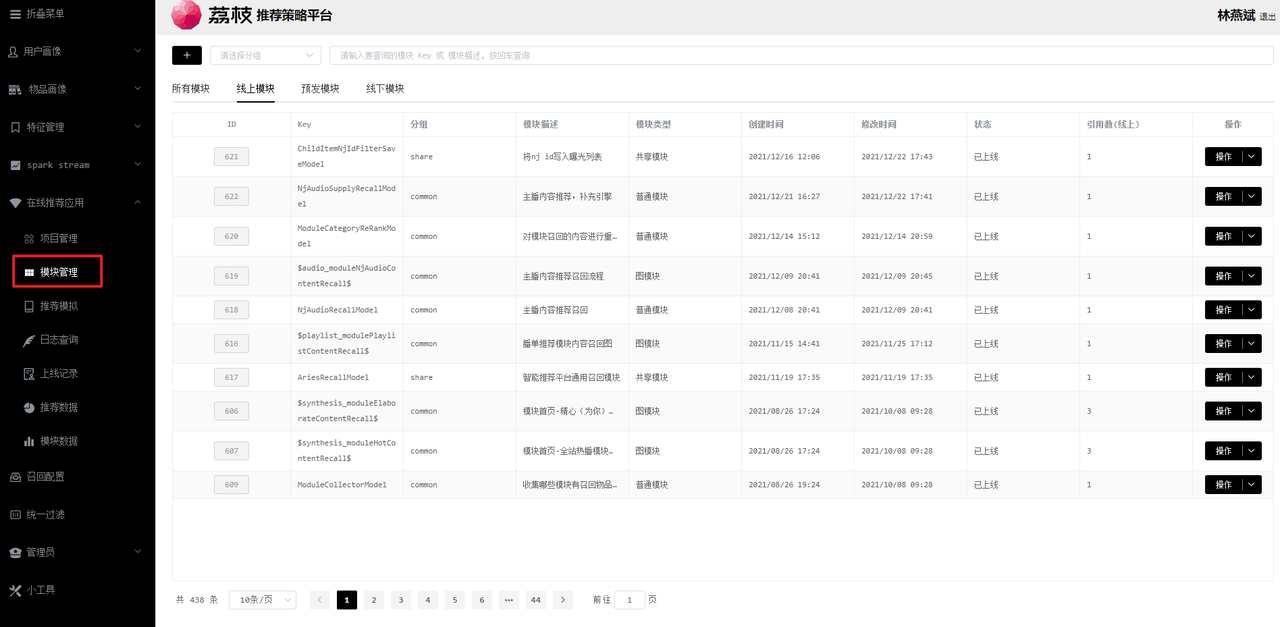 折叠菜单
荔枝 推荐策略平台
林燕斌 退出
用户画像
物品画像
特征管理
spark stream
在线推荐应用
项目管理
模块管理
推荐模拟
日志查询
上线记录
推荐数据
模块数据
召回配置
统一过滤
管理员
小工具
+ 请选择分组 请输入要查询的模块 Key 或 模块描述, 按回车查询
所有模块 线上模块 预发模块 线下模块
ID Key 分组 模块描述 模块类型 创建时间 修改时间 状态 引用数(线上) 操作
621 ChildItemNjIdFilterSaveModel share 将nj id写入曝光列表 共享模块 2021/12/16 12:06 2021/12/22 17:43 已上线 1 操作
622 NjAudioSupplyRecallModel common 主播内容推荐，补充引擎 普通模块 2021/12/21 16:27 2021/12/22 17:41 已上线 1 操作
620 ModuleCategoryReRankModel common 对模块召回的内容进行重… 普通模块 2021/12/14 15:12 2021/12/14 20:59 已上线 1 操作
619 $audio_moduleNjAudioContentRecall$ common 主播内容推荐召回流程 图模块 2021/12/09 20:41 2021/12/09 20:45 已上线 1 操作
618 NjAudioRecallModel common 主播内容推荐召回 普通模块 2021/12/08 20:41 2021/12/09 20:41 已上线 1 操作
616 $playlist_modulePlaylistContentRecall$ common 播单推荐模块内容召回图 图模块 2021/11/15 14:41 2021/11/25 17:12 已上线 1 操作
617 AriesRecallModel share 智能推荐平台通用召回模块 共享模块 2021/11/19 17:35 2021/11/19 17:35 已上线 1 操作
606 $synthesis_moduleElaborateContentRecall$ common 模块首页-精心（为你）… 图模块 2021/08/26 17:24 2021/10/08 09:28 已上线 3 操作
607 $synthesis_moduleHotContentRecall$ common 模块首页-全站热播模块… 图模块 2021/08/26 17:24 2021/10/08 09:28 已上线 3 操作
609 ModuleCollectorModel common 收集哪些模块有召回物品… 普通模块 2021/08/26 19:24 2021/10/08 09:28 已上线 1 操作
共 438 条 10条/页 1 2 3 4 5 6 ••• 44 前往 1 页